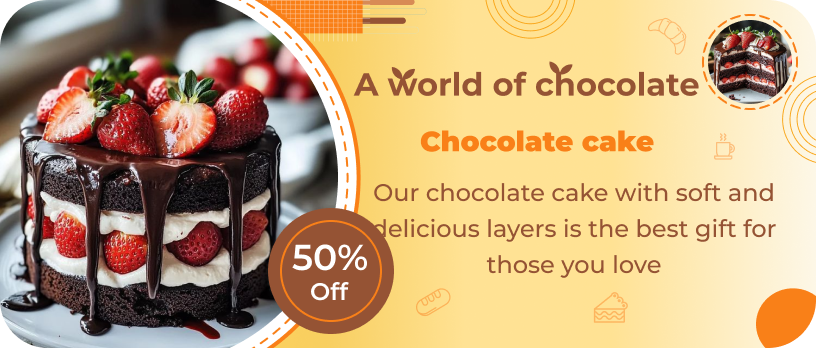 A world of chocolate
Chocolate cake
Our chocolate cake with soft and
delicious layers is the best gift for
those you love
50%
Off